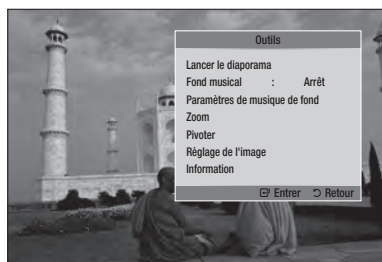 Outils
Lancer le diaporama
Fond musical : Arrêt
Paramètres de musique de fond
Zoom
Pivoter
Réglage de l'image
Information
Entrer Retour